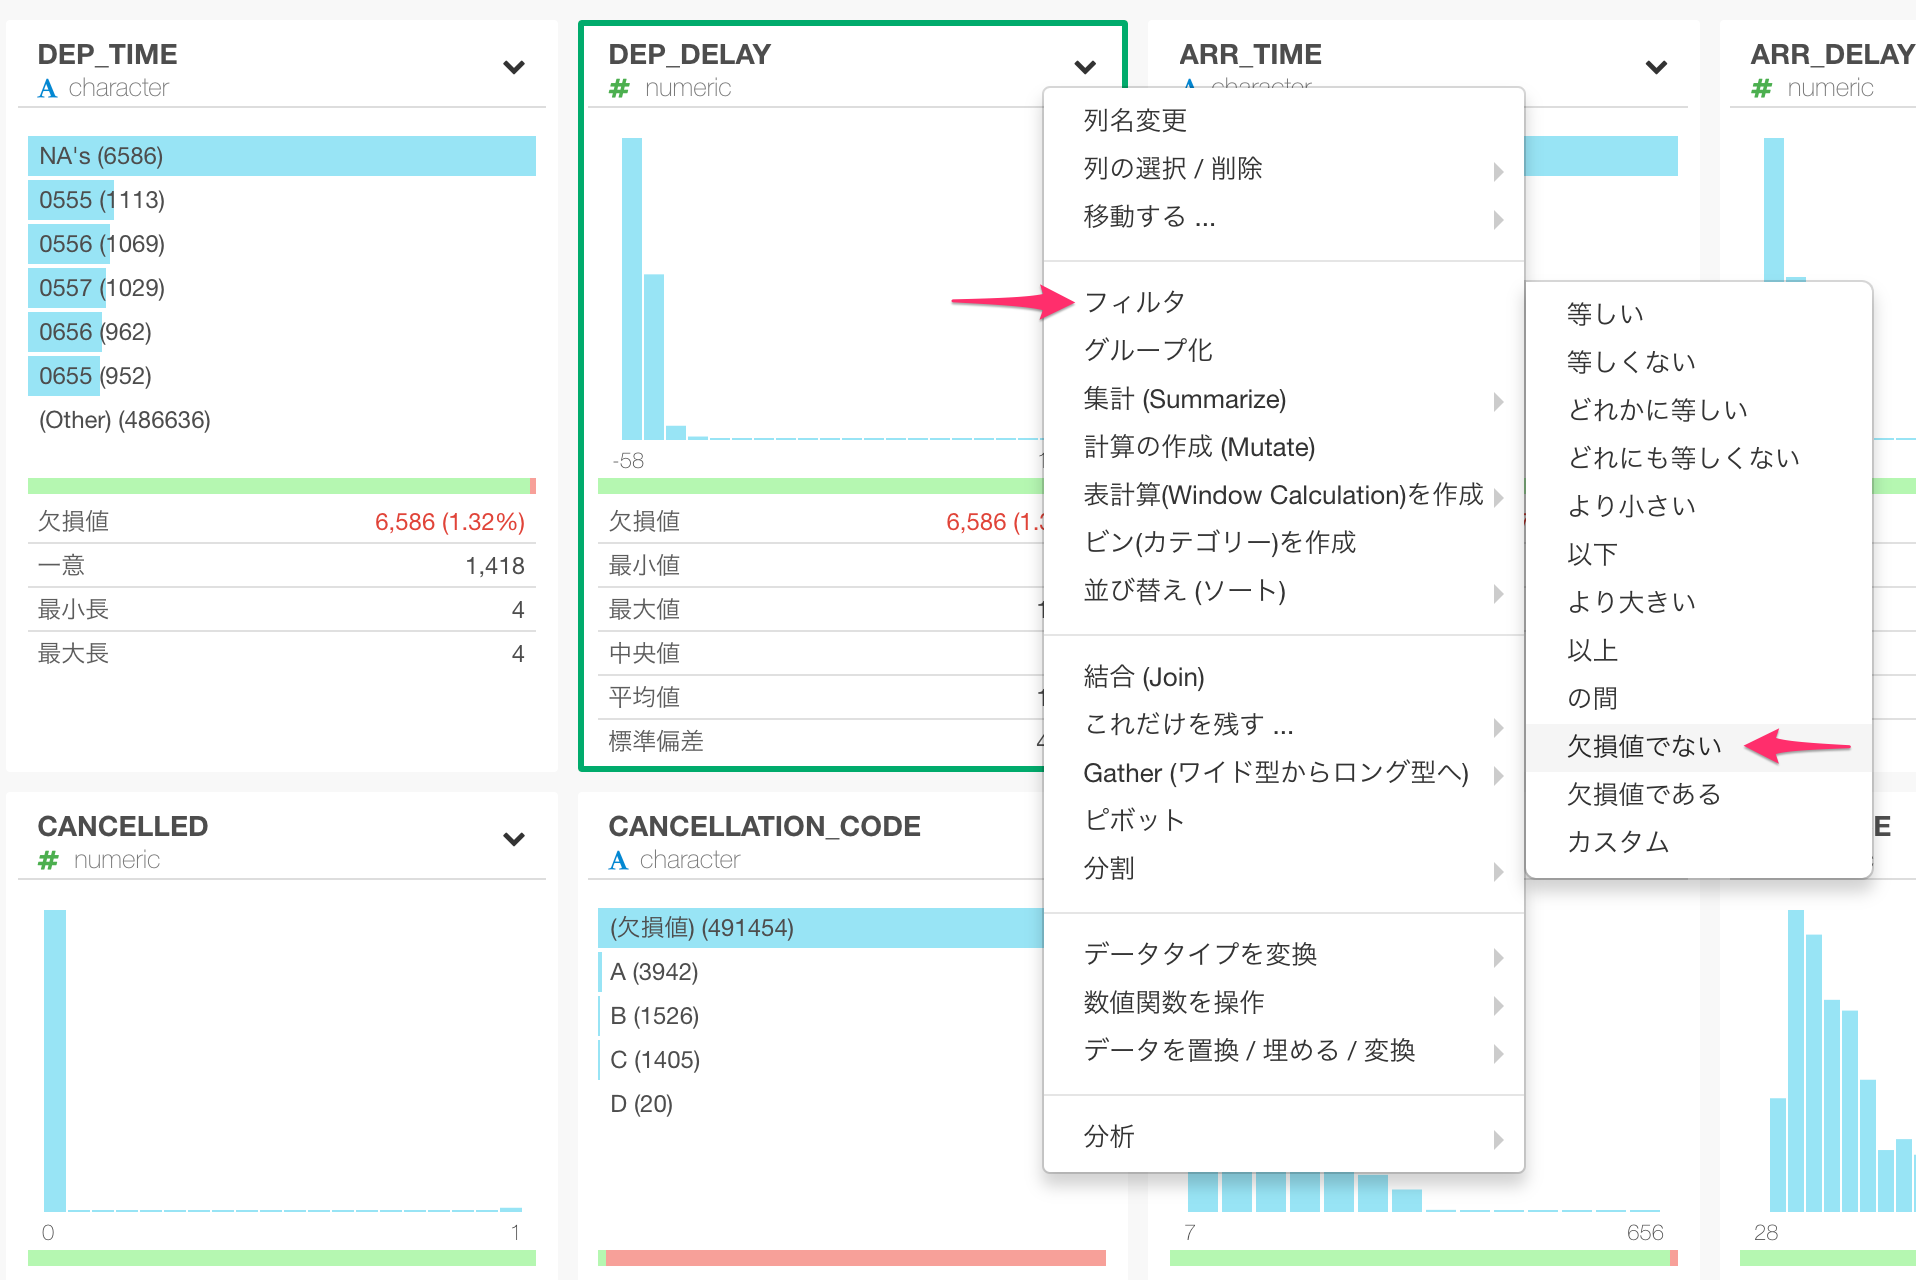 DEP_TIME
character
NA's (6586)
0555 (1113)
0556 (1069)
0557 (1029)
0656 (962)
0655 (952)
(Other) (486636)
欠損値 6,586 (1.32%)
一意 1,418
最小長 4
最大長 4
DEP_DELAY
# numeric
-58
欠損値 6,586 (1.3
最小値
最大値
中央値
平均値
標準偏差
ARR_TIME
character
ARR_DELAY
# numeric
列名変更
列の選択 / 削除
移動する ...
フィルタ
グループ化
集計 (Summarize)
計算の作成 (Mutate)
表計算(Window Calculation)を作成
ビン(カテゴリー)を作成
並び替え (ソート)
結合 (Join)
これだけを残す ...
Gather (ワイド型からロング型へ)
ピボット
分割
データタイプを変換
数値関数を操作
データを置換 / 埋める / 変換
分析
等しい
等しくない
どれかに等しい
どれにも等しくない
より小さい
以下
より大きい
以上
の間
欠損値でない
欠損値である
カスタム
CANCELLED
# numeric
0 1
CANCELLATION_CODE
character
(欠損値) (491454)
A (3942)
B (1526)
C (1405)
D (20)
7 656
E
28